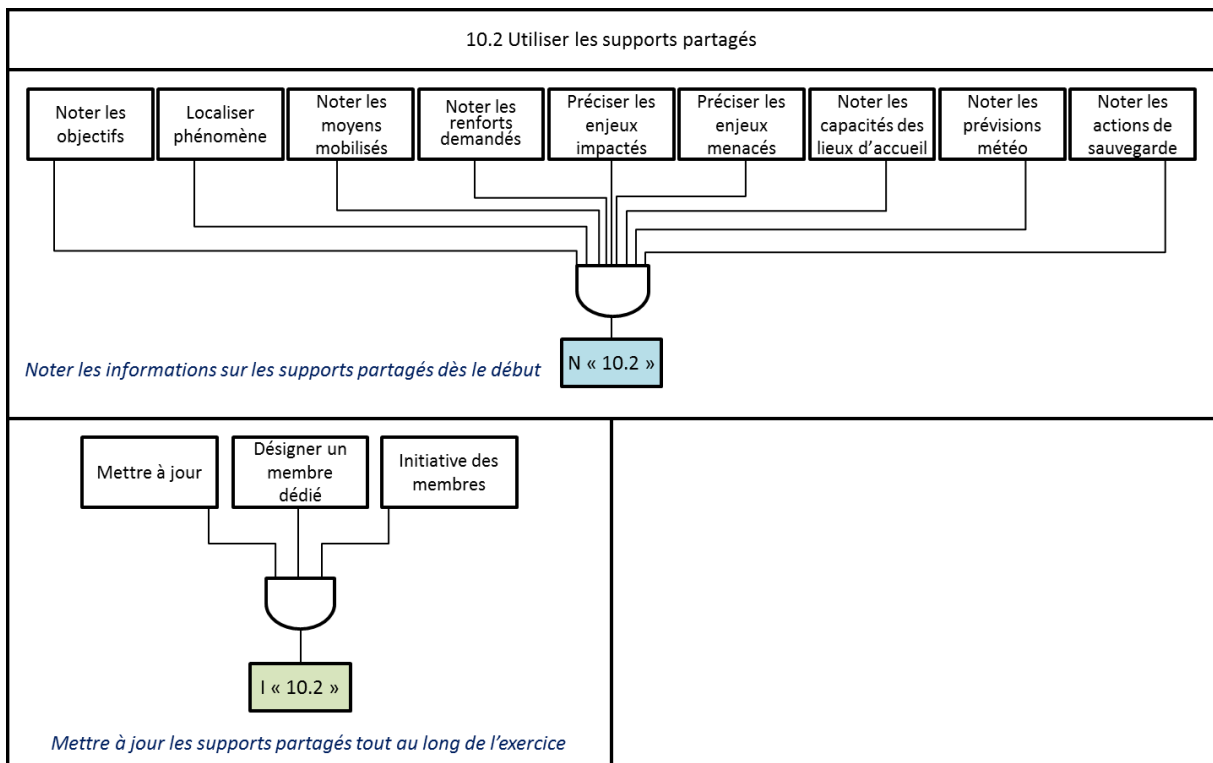 10.2 Utiliser les supports partagés
Noter les
objectifs
Localiser
phénomène
Noter les
moyens
mobilisés
Noter les
renforts
demandés
Préciser les
enjeux
impactés
Préciser les
enjeux
menacés
Noter les
capacités des
lieux d’accueil
Noter les
prévisions
météo
Noter les
actions de
sauvegarde
Noter les informations sur les supports partagés dès le début
N « 10.2 »
Mettre à jour
Désigner un
membre
dédié
Initiative des
membres
I « 10.2 »
Mettre à jour les supports partagés tout au long de l’exercice